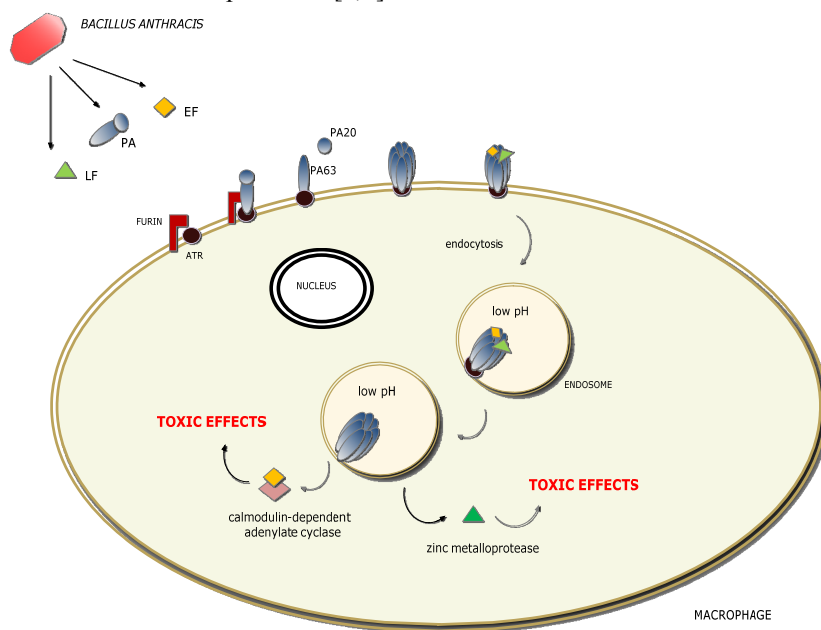 BACILLUS ANTHRACIS
EF
PA
LF
PA20
PA63
FURIN
ATR
endocytosis
NUCLEUS
low pH
ENDOSOME
low pH
TOXIC EFFECTS
TOXIC EFFECTS
calmodulin-dependent
adenylate cyclase
zinc metalloprotease
MACROPHAGE